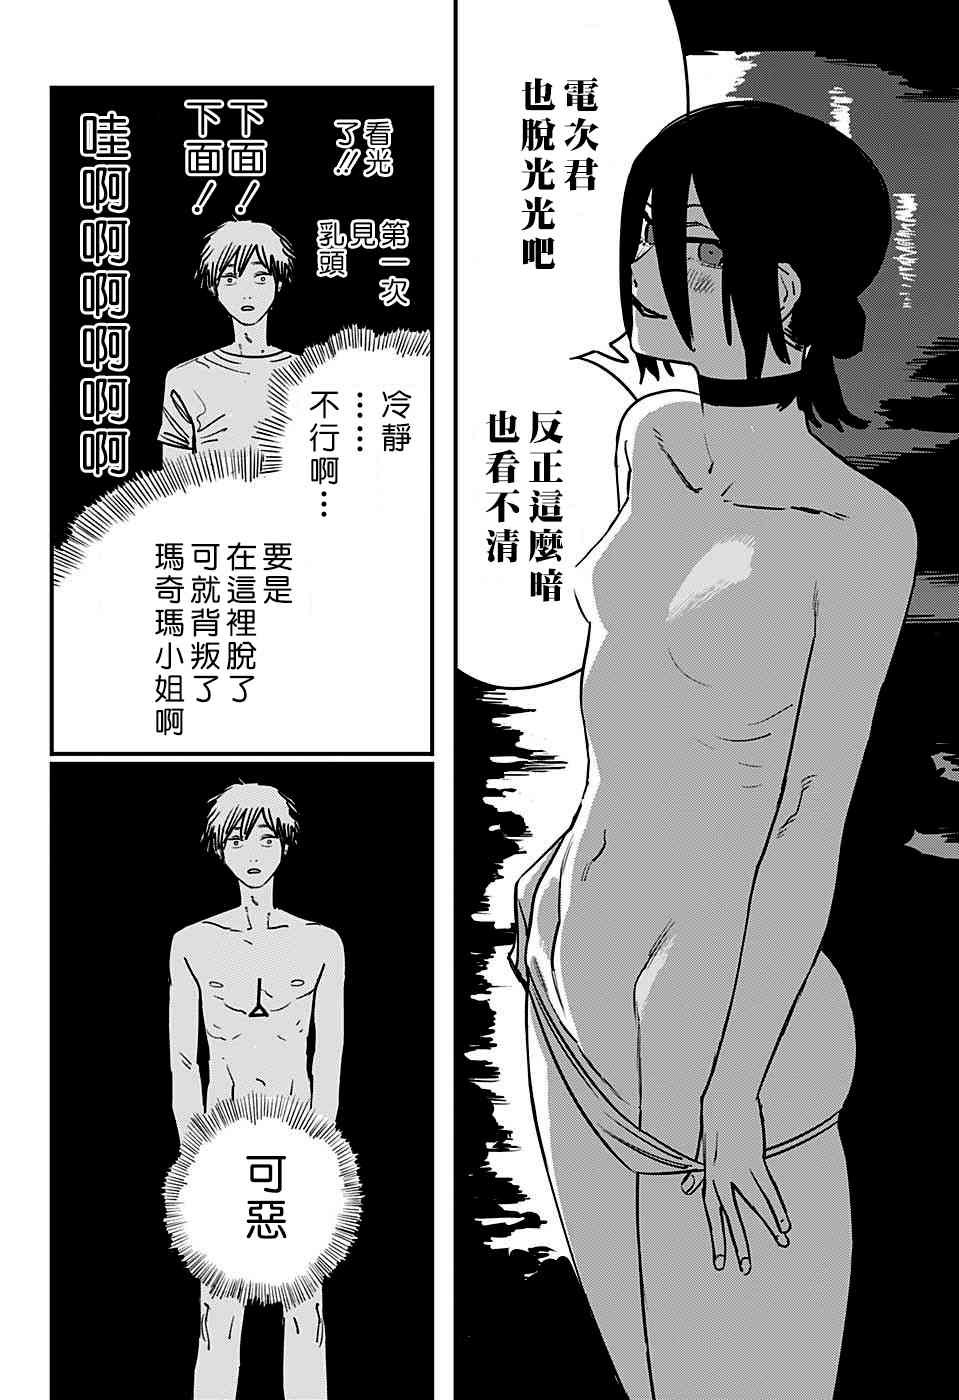 電次君
也脫光光吧
反正這麼暗
也看不清
看光
了!!
第一次
見
乳頭
下面！
下面！
哇啊啊啊啊啊啊
冷靜
……
不行啊…
要是
在這裡脫了
可就背叛了
瑪奇瑪小姐啊
可惡